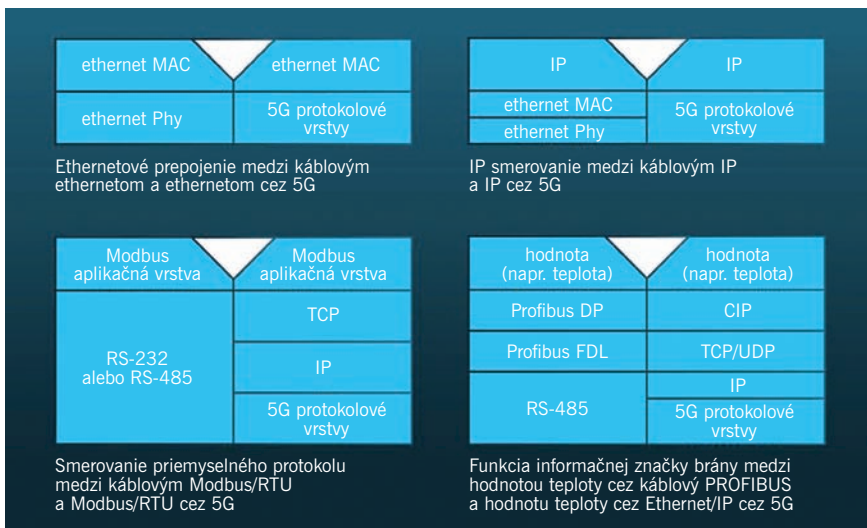 ethernet MAC
ethernet MAC
ethernet Phy
5G protokolové
vrstvy
Ethernetové prepojenie medzi káblovým
ethernetom a ethernetom cez 5G
IP
IP
ethernet MAC
ethernet Phy
5G protokolové
vrstvy
IP smerovanie medzi káblovým IP
a IP cez 5G
Modbus
aplikačná vrstva
Modbus
aplikačná vrstva
RS-232
alebo RS-485
TCP
IP
5G protokolové
vrstvy
Smerovanie priemyselného protokolu
medzi káblovým Modbus/RTU
a Modbus/RTU cez 5G
hodnota
(napr. teplota)
hodnota
(napr. teplota)
Profibus DP
CIP
Profibus FDL
TCP/UDP
RS-485
IP
5G protokolové
vrstvy
Funkcia informačnej značky brány medzi
hodnotou teploty cez káblový PROFIBUS
a hodnotu teploty cez Ethernet/IP cez 5G